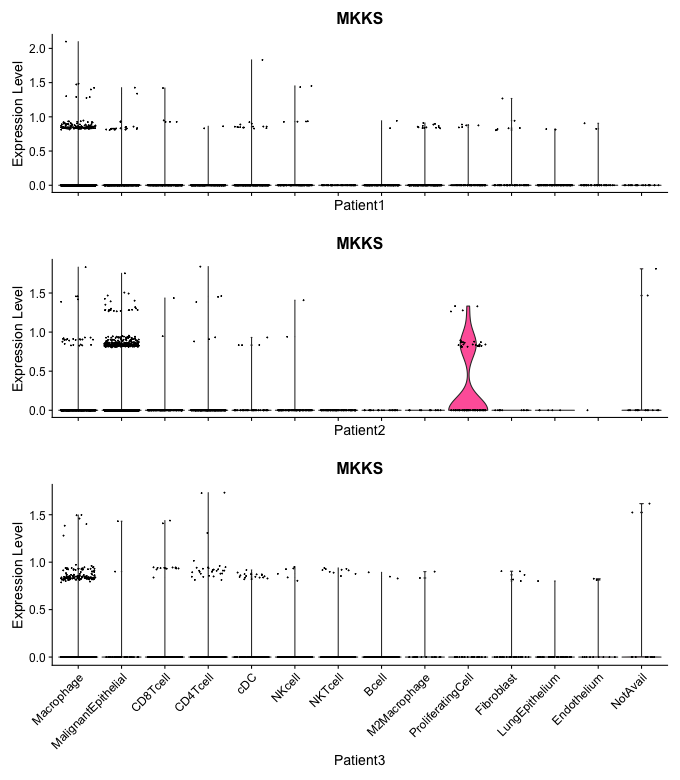 MKKS
Expression Level
2.0
1.5
1.0
0.5
0.0
Patient1
MKKS
Expression Level
1.5
1.0
0.5
0.0
Patient2
MKKS
Expression Level
1.5
1.0
0.5
0.0
Macrophage
MalignantEpithelial
CD8Tcell
CD4Tcell
cDC
NKcell
NKTcell
Bcell
M2Macrophage
ProliferatingCell
Fibroblast
LungEpithelium
Endothelium
NotAvail
Patient3